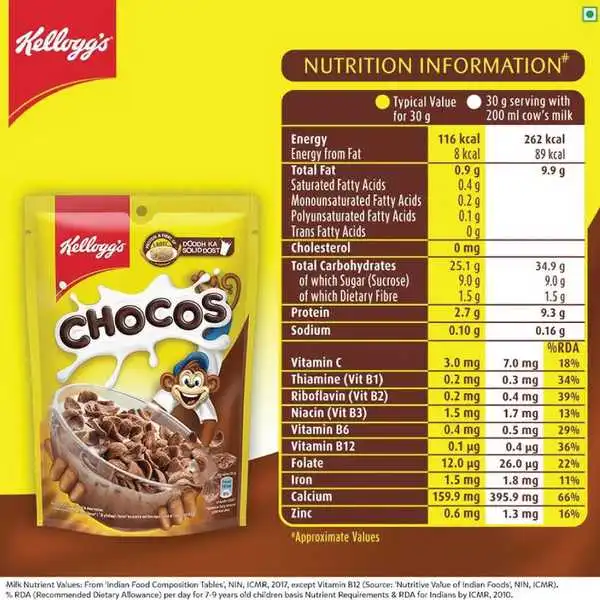 Kellogg's
NUTRITION INFORMATION#
Typical Value for 30 g
30 g serving with 200 ml cow's milk
Energy 116 kcal 262 kcal
Energy from Fat 8 kcal 89 kcal
Total Fat 0.9 g 9.9 g
Saturated Fatty Acids 0.4 g
Monounsaturated Fatty Acids 0.2 g
Polyunsaturated Fatty Acids 0.1 g
Trans Fatty Acids 0 g
Cholesterol 0 mg
Total Carbohydrates 25.1 g 34.9 g
of which Sugar (Sucrose) 9.0 g 9.0 g
of which Dietary Fibre 1.5 g 1.5 g
Protein 2.7 g 9.3 g
Sodium 0.10 g 0.16 g
%RDA
Vitamin C 3.0 mg 7.0 mg 18%
Thiamine (Vit B1) 0.2 mg 0.3 mg 34%
Riboflavin (Vit B2) 0.2 mg 0.4 mg 39%
Niacin (Vit B3) 1.5 mg 1.7 mg 13%
Vitamin B6 0.4 mg 0.5 mg 29%
Vitamin B12 0.1 µg 0.4 µg 36%
Folate 12.0 µg 26.0 µg 22%
Iron 1.5 mg 1.8 mg 11%
Calcium 159.9 mg 395.9 mg 66%
Zinc 0.6 mg 1.3 mg 16%
#Approximate Values
Kellogg's
DOODH KA
SOLID DOST
CHOCOS
Milk Nutrient Values: From 'Indian Food Composition Tables', NIN, ICMR, 2017, except Vitamin B12 (Source: 'Nutritive Value of Indian Foods', NIN, ICMR).
% RDA (Recommended Dietary Allowance) per day for 7-9 years old children basis Nutrient Requirements & RDA for Indians by ICMR, 2010.